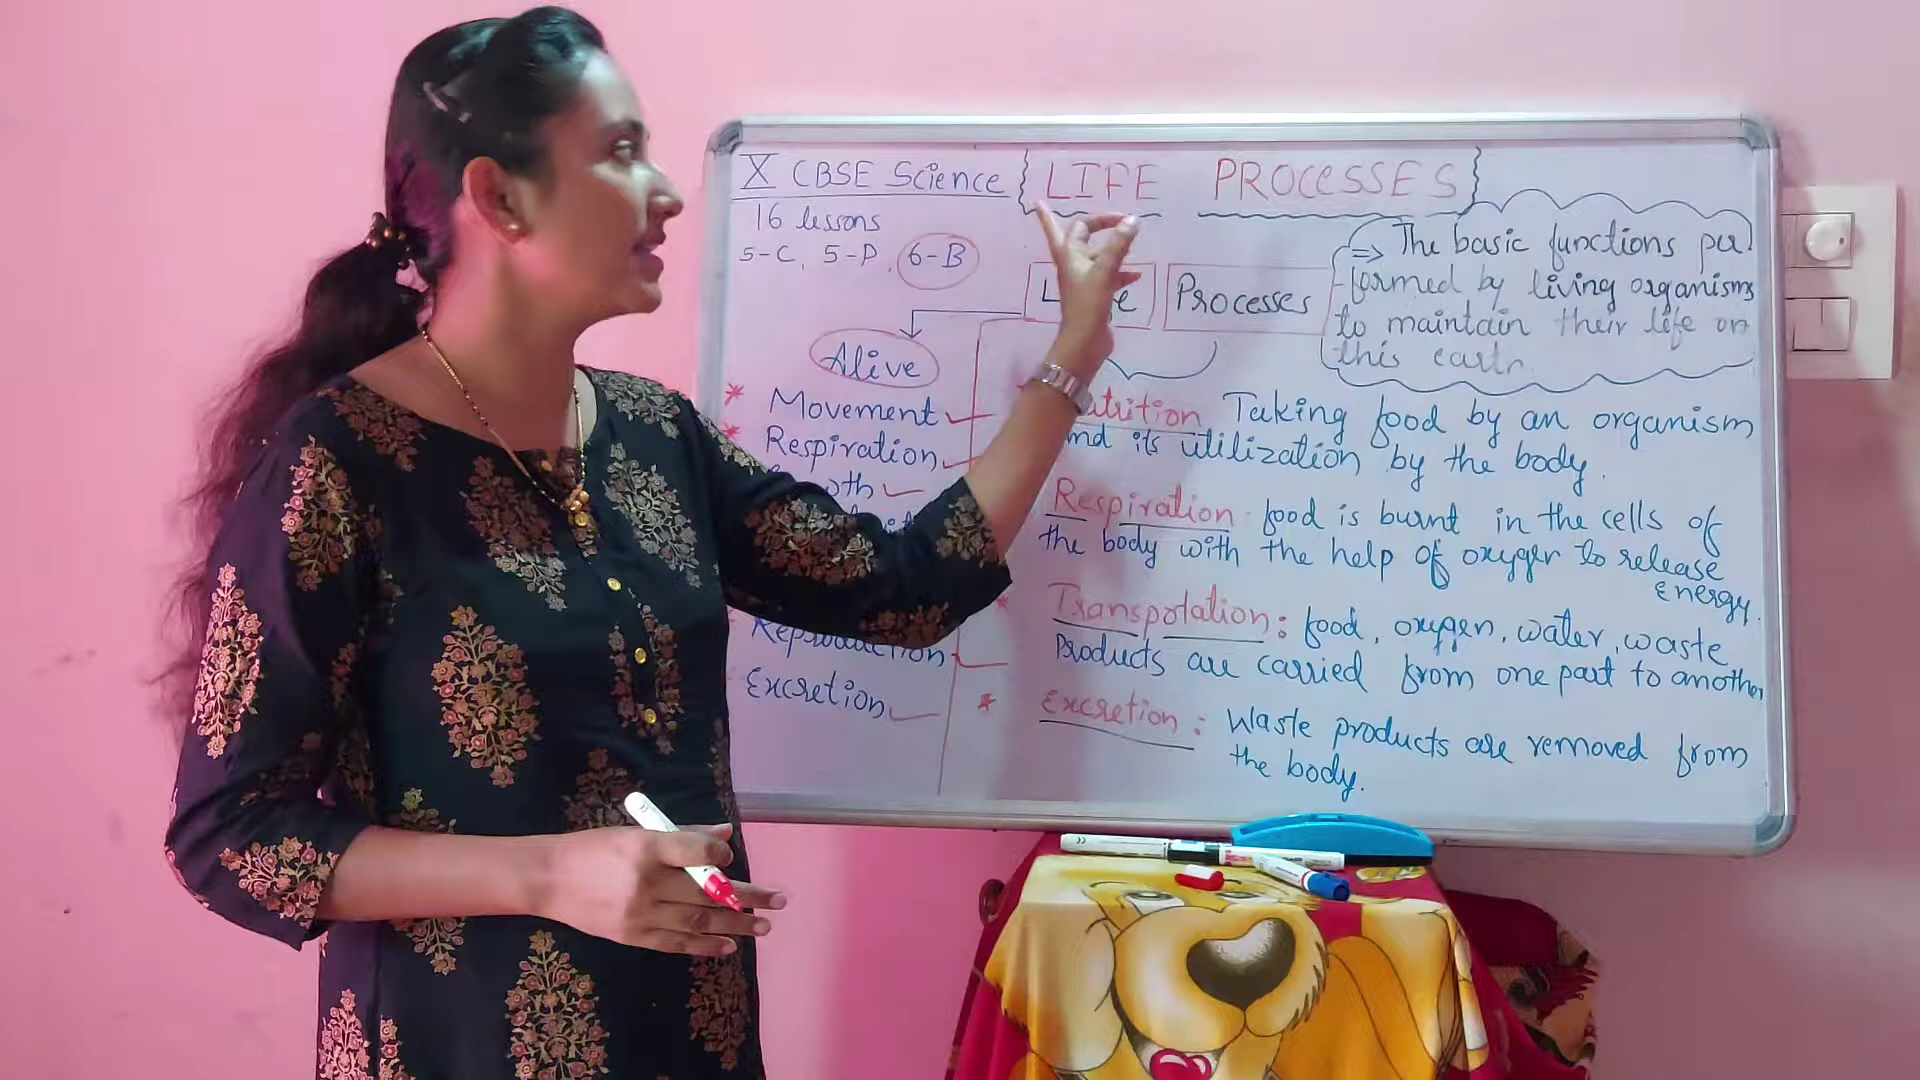 X CBSE Science
LIFE PROCESSES
16 lessons
5-C, 5-P, 6-B
Processes
⇒ The basic functions per
-formed by living organisms
to maintain their life on
this earth.
Alive
* Movement
* Respiration
Reproduction
Excretion
Taking food by an organism
and its utilization by the body.
Respiration: food is burnt in the cells of
the body with the help of oxygen to release
Energy.
* Transpotation: food, oxygen, water, waste
Products are carried from one part to another
* Excretion: Waste products are removed from
the body.